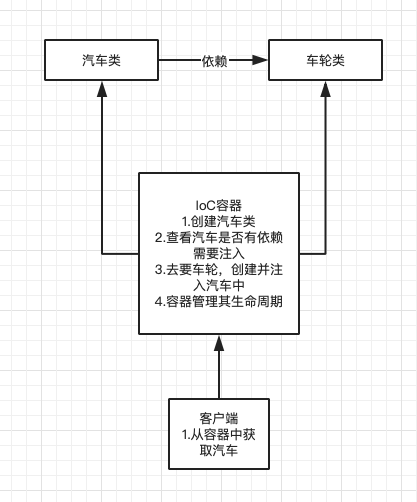 汽车类
依赖
车轮类
IoC容器
1.创建汽车类
2.查看汽车是否有依赖
需要注入
3.去要车轮，创建并注
入汽车中
4.容器管理其生命周期
客户端
1.从容器中获
取汽车